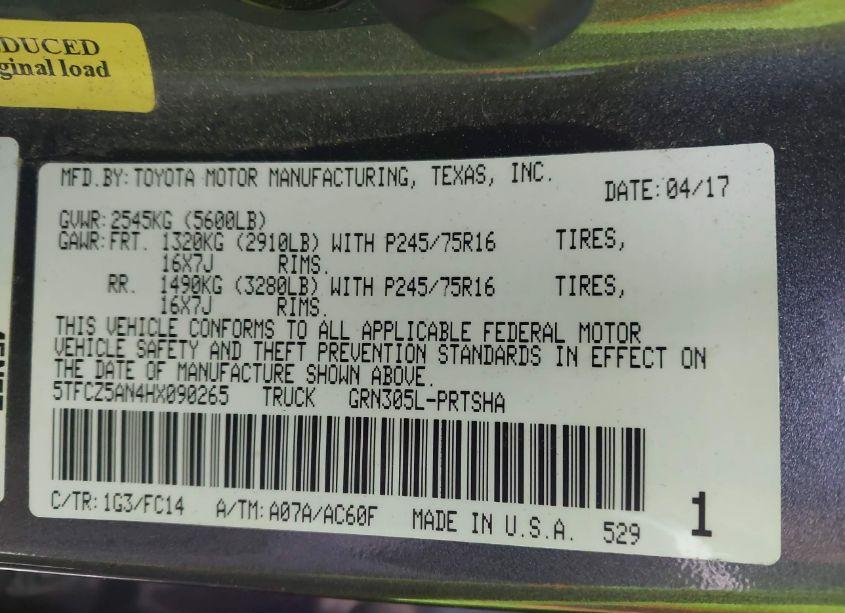 DUCED
ginal load
MFD.BY: TOYOTA MOTOR MANUFACTURING, TEXAS, INC. DATE: 04/17
GVWR: 2545KG (5600LB)
GAWR: FRT. 1320KG (2910LB) WITH P245/75R16 TIRES,
16X7J RIMS.
RR. 1490KG (3280LB) WITH P245/75R16 TIRES,
16X7J RIMS.
THIS VEHICLE CONFORMS TO ALL APPLICABLE FEDERAL MOTOR
VEHICLE SAFETY AND THEFT PREVENTION STANDARDS IN EFFECT ON
THE DATE OF MANUFACTURE SHOWN ABOVE.
5TFCZ5AN4HX090265 TRUCK GRN305L-PRTSHA
C/TR: 1G3/FC14 A/TM: A07A/AC60F MADE IN U.S.A. 529 1